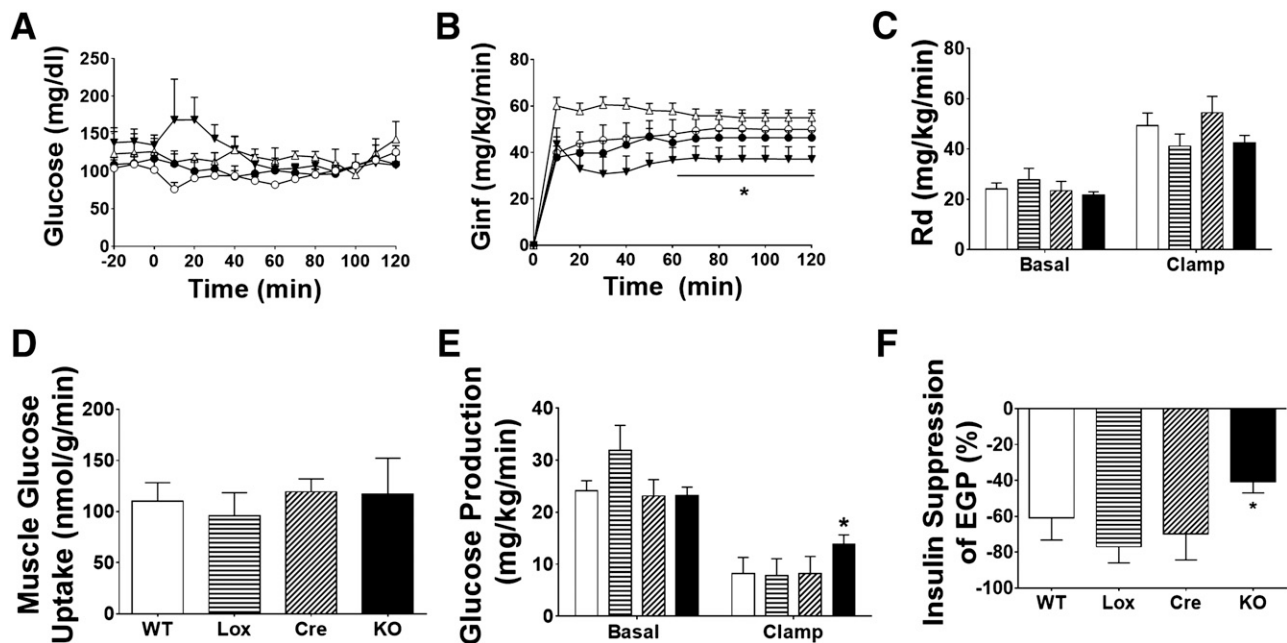 A
Glucose (mg/dl)
250
200
150
100
50
0
-20 0 20 40 60 80 100 120
Time (min)
B
Ginf (mg/kg/min)
80
60
40
20
0
*
0 20 40 60 80 100 120
Time (min)
C
Rd (mg/kg/min)
80
60
40
20
0
Basal Clamp
D
Muscle Glucose
Uptake (nmol/g/min)
200
150
100
50
0
WT Lox Cre KO
E
Glucose Production
(mg/kg/min)
40
30
20
10
0
*
Basal Clamp
F
Insulin Suppression
of EGP (%)
0
-20
-40
-60
-80
-100
*
WT Lox Cre KO